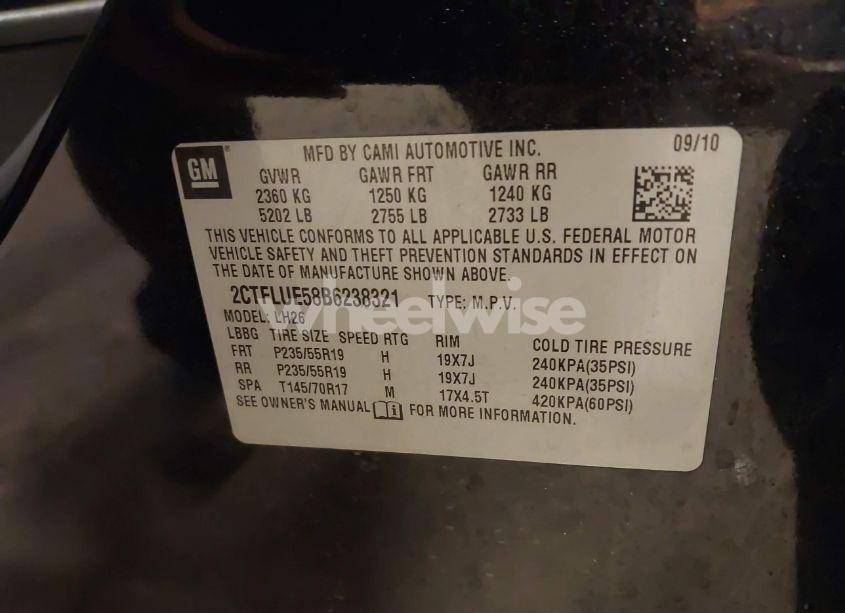 GM ® MFD BY CAMI AUTOMOTIVE INC. 09/10
GVWR GAWR FRT GAWR RR
2360 KG 1250 KG 1240 KG
5202 LB 2755 LB 2733 LB
THIS VEHICLE CONFORMS TO ALL APPLICABLE U.S. FEDERAL MOTOR
VEHICLE SAFETY AND THEFT PREVENTION STANDARDS IN EFFECT ON
THE DATE OF MANUFACTURE SHOWN ABOVE.
2CTFLUE58B6238321 TYPE: M.P.V.
wheelwise
MODEL: LH26
LBBG TIRE SIZE SPEED RTG RIM COLD TIRE PRESSURE
FRT P235/55R19 H 19X7J 240KPA(35PSI)
RR P235/55R19 H 19X7J 240KPA(35PSI)
SPA T145/70R17 M 17X4.5T 420KPA(60PSI)
SEE OWNER'S MANUAL FOR MORE INFORMATION.